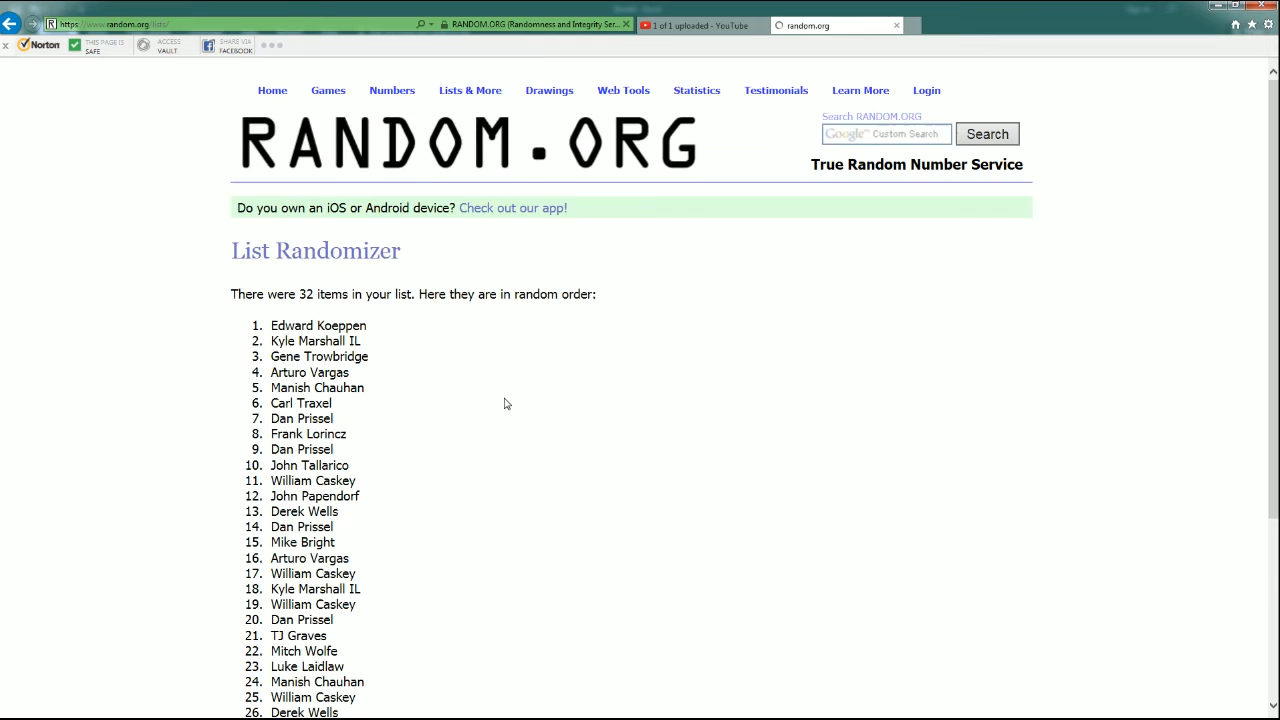 https://www.random.org/lists/
RANDOM.ORG (Randomness and Integrity Ser...
1 of 1 uploaded - YouTube
random.org
Norton
THIS PAGE IS SAFE
ACCESS VAULT
SHARE VIA FACEBOOK
Home Games Numbers Lists & More Drawings Web Tools Statistics Testimonials Learn More Login
RANDOM.ORG
Search RANDOM.ORG
Google™ Custom Search
Search
True Random Number Service
Do you own an iOS or Android device? Check out our app!
List Randomizer
There were 32 items in your list. Here they are in random order:
1. Edward Koeppen
2. Kyle Marshall IL
3. Gene Trowbridge
4. Arturo Vargas
5. Manish Chauhan
6. Carl Traxel
7. Dan Prissel
8. Frank Lorincz
9. Dan Prissel
10. John Tallarico
11. William Caskey
12. John Papendorf
13. Derek Wells
14. Dan Prissel
15. Mike Bright
16. Arturo Vargas
17. William Caskey
18. Kyle Marshall IL
19. William Caskey
20. Dan Prissel
21. TJ Graves
22. Mitch Wolfe
23. Luke Laidlaw
24. Manish Chauhan
25. William Caskey
26. Derek Wells